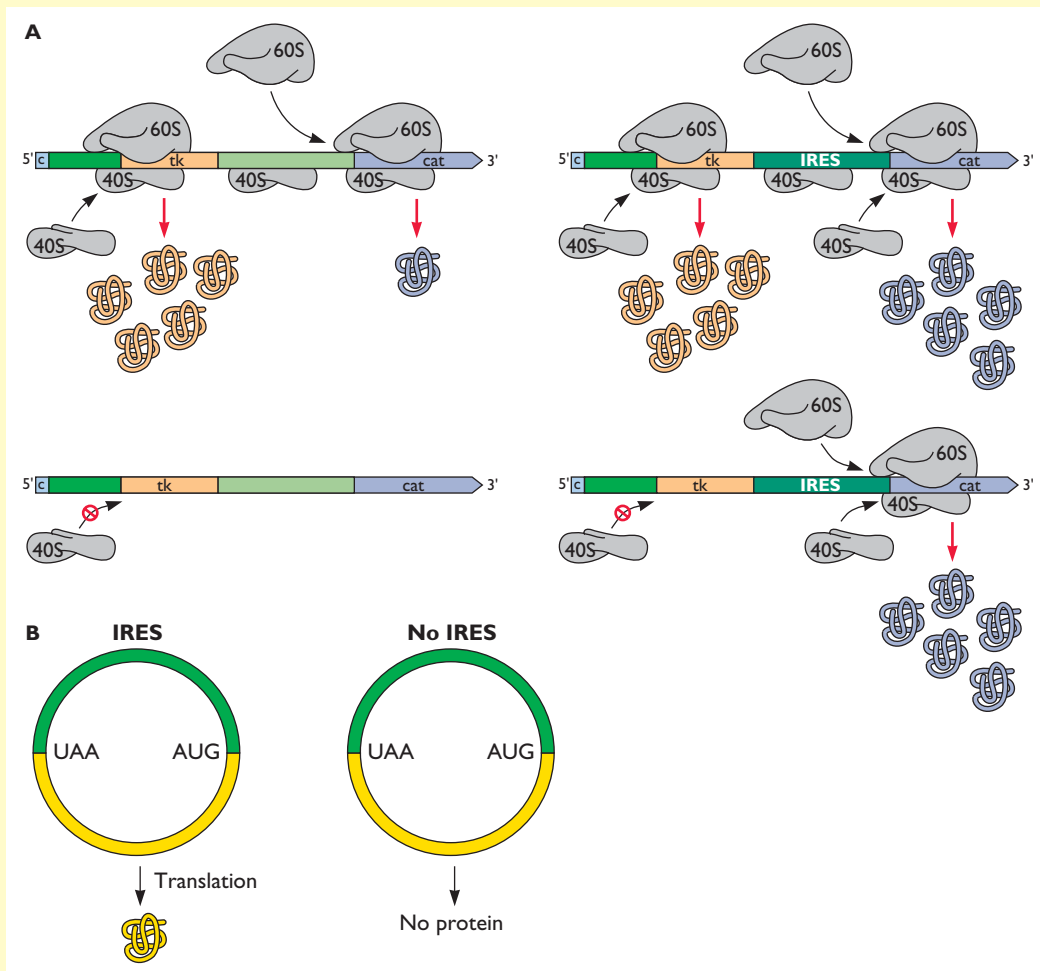 A
60S
60S
60S
60S
60S
60S
5' c tk cat 3'
5' c tk IRES cat 3'
40S
40S
40S
40S
40S
40S
40S
40S
40S
60S
60S
5' c tk cat 3'
5' c tk IRES cat 3'
40S
40S
40S
40S
B
IRES
No IRES
UAA AUG
UAA AUG
Translation
No protein